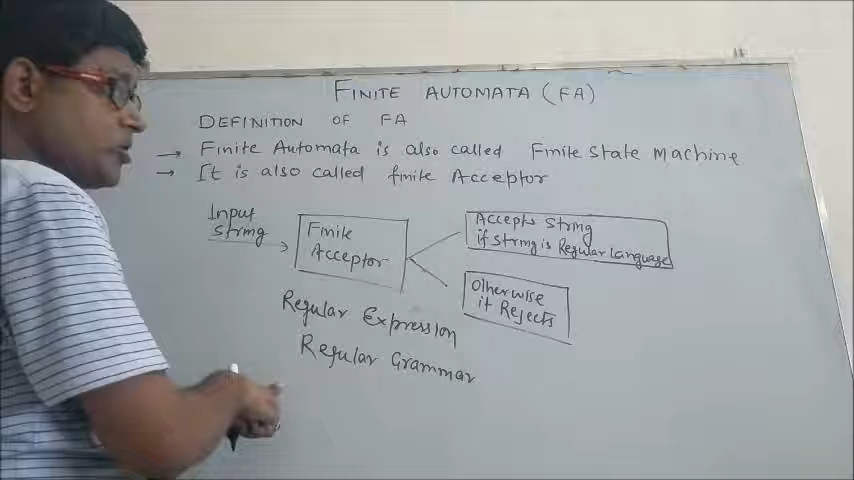 FINITE AUTOMATA (FA)
DEFINITION OF FA
→ Finite Automata is also called Finite State Machine
→ It is also called finite Acceptor
Input
String
Finite
Acceptor
Accepts String
if String is Regular Language
Otherwise
it Rejects
Regular Expression
Regular Grammar